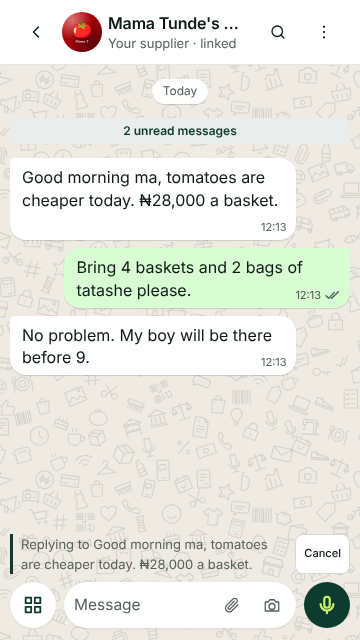 Mama Tunde's ...
Your supplier · linked
Today
2 unread messages
Good morning ma, tomatoes are
cheaper today. ₦28,000 a basket.
12:13
Bring 4 baskets and 2 bags of
tatashe please.
12:13
No problem. My boy will be there
before 9.
12:13
Replying to Good morning ma, tomatoes
are cheaper today. ₦28,000 a basket.
Cancel
Message